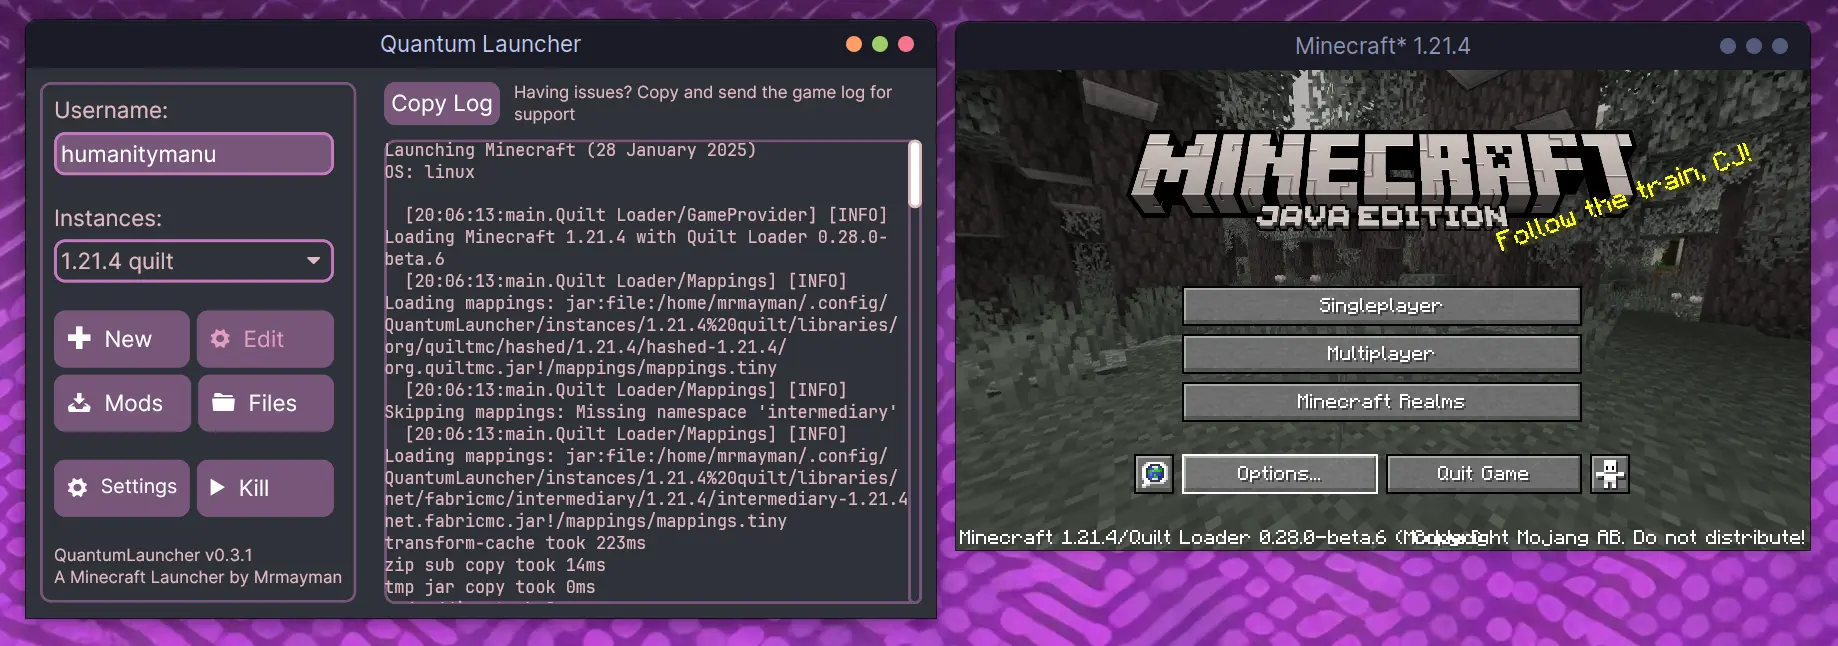 Quantum Launcher
Username:
humanitymanu
Instances:
1.21.4 quilt
New
Edit
Mods
Files
Settings
Kill
QuantumLauncher v0.3.1
A Minecraft Launcher by Mrmayman
Copy Log
Having issues? Copy and send the game log for
support
Launching Minecraft (28 January 2025)
OS: linux
[20:06:13:main.Quilt Loader/GameProvider] [INFO]
Loading Minecraft 1.21.4 with Quilt Loader 0.28.0-
beta.6
[20:06:13:main.Quilt Loader/Mappings] [INFO]
Loading mappings: jar:file:/home/mrmayman/.config/
QuantumLauncher/instances/1.21.4%20quilt/libraries/
org/quiltmc/hashed/1.21.4/hashed-1.21.4/
org.quiltmc.jar!/mappings/mappings.tiny
[20:06:13:main.Quilt Loader/Mappings] [INFO]
Skipping mappings: Missing namespace 'intermediary'
[20:06:13:main.Quilt Loader/Mappings] [INFO]
Loading mappings: jar:file:/home/mrmayman/.config/
QuantumLauncher/instances/1.21.4%20quilt/libraries/
net/fabricmc/intermediary/1.21.4/intermediary-1.21.4
net.fabricmc.jar!/mappings/mappings.tiny
transform-cache took 223ms
zip sub copy took 14ms
tmp jar copy took 0ms
Minecraft* 1.21.4
MINECRAFT
JAVA EDITION
Follow the train, CJ!
Singleplayer
Multiplayer
Minecraft Realms
Options...
Quit Game
Minecraft 1.21.4/Quilt Loader 0.28.0-beta.6
Copyright Mojang AB. Do not distribute!